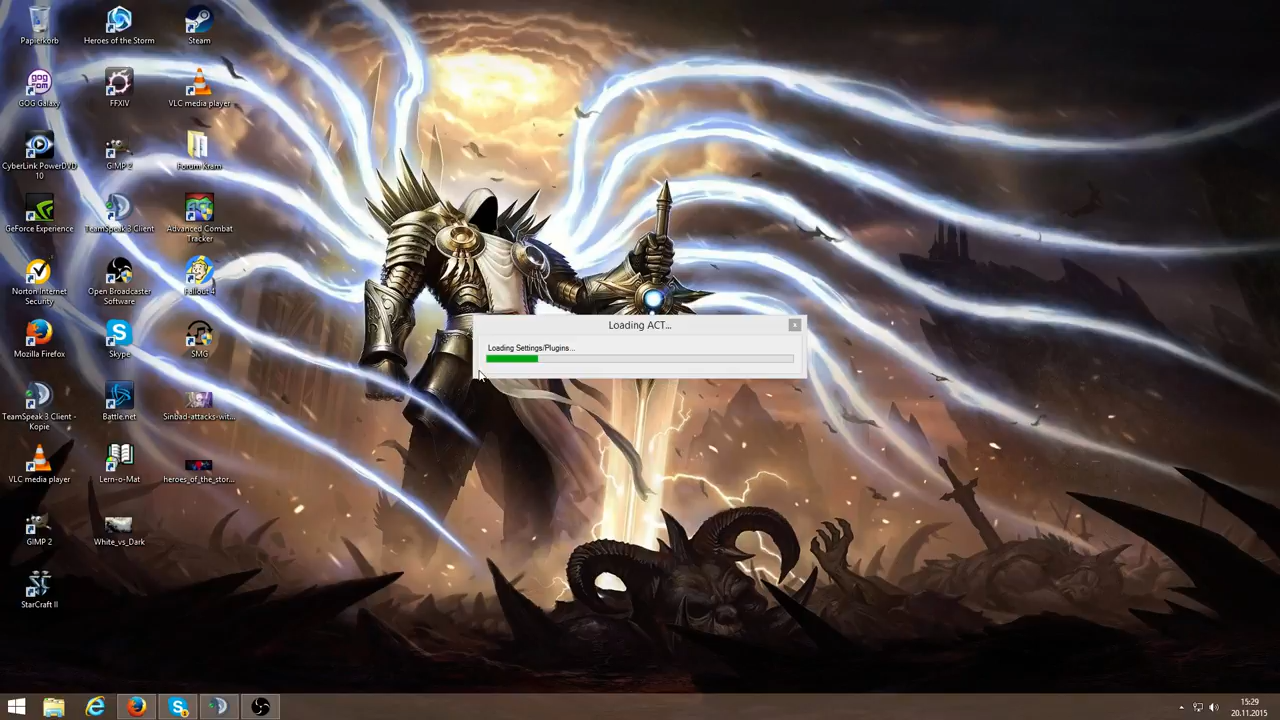 Papierkorb
Heroes of the Storm
Steam
GOG Galaxy
FFXIV
VLC media player
CyberLink PowerDVD
10
GIMP 2
Forum Kram
GeForce Experience
TeamSpeak 3 Client
Advanced Combat
Tracker
Norton Internet
Security
Open Broadcaster
Software
Fallout 4
Mozilla Firefox
Skype
SMG
TeamSpeak 3 Client -
Kopie
Battle.net
Sinbad-attacks-wit...
VLC media player
Lern-o-Mat
heroes_of_the_stor...
GIMP 2
White_vs_Dark
StarCraft II
Loading ACT...
Loading Settings/Plugins...
15:29
20.11.2015